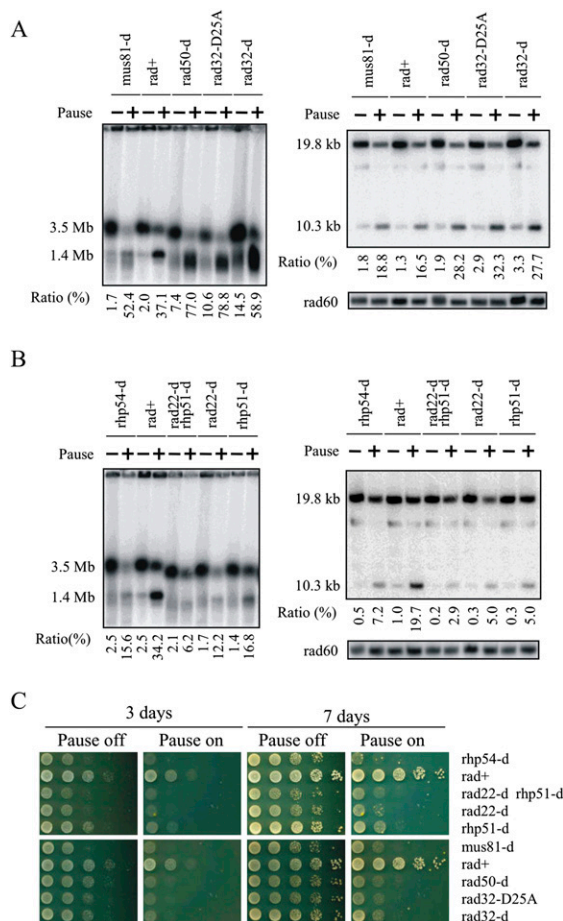 A
mus81-d
rad+
rad50-d
rad32-D25A
rad32-d
Pause
− + − + − + − + − +
3.5 Mb
1.4 Mb
Ratio (%)
1.7 52.4 2.0 37.1 7.4 77.0 10.6 78.8 14.5 58.9
mus81-d
rad+
rad50-d
rad32-D25A
rad32-d
Pause
− + − + − + − + − +
19.8 kb
10.3 kb
Ratio (%)
1.8 18.8 1.3 16.5 1.9 28.2 2.9 32.3 3.3 27.7
rad60
B
rhp54-d
rad+
rad22-d
rhp51-d
rad22-d
rhp51-d
Pause
− + − + − + − + − +
3.5 Mb
1.4 Mb
Ratio(%)
2.5 15.6 2.5 34.2 2.1 6.2 1.7 12.2 1.4 16.8
rhp54-d
rad+
rad22-d
rhp51-d
rad22-d
rhp51-d
Pause
− + − + − + − + − +
19.8 kb
10.3 kb
Ratio (%)
0.5 7.2 1.0 19.7 0.2 2.9 0.3 5.0 0.3 5.0
rad60
C
3 days 7 days
Pause off Pause on Pause off Pause on
rhp54-d
rad+
rad22-d rhp51-d
rad22-d
rhp51-d
mus81-d
rad+
rad50-d
rad32-D25A
rad32-d